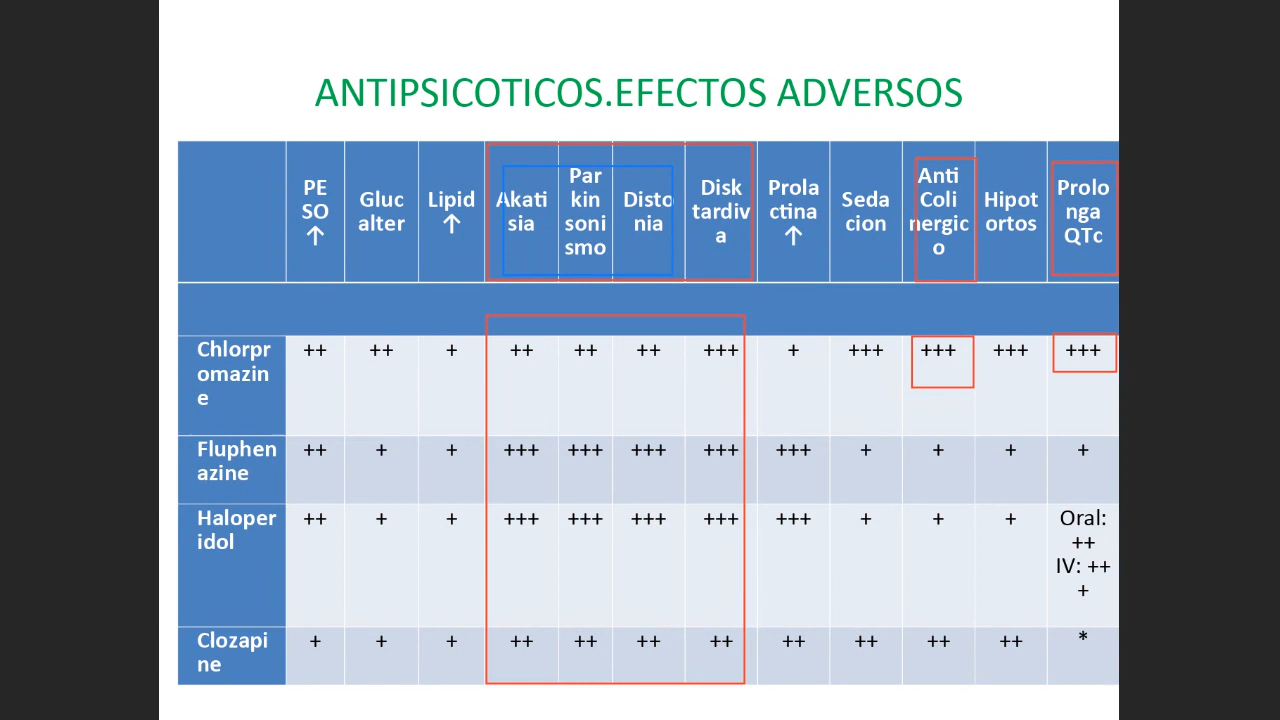 ANTIPSICOTICOS.EFECTOS ADVERSOS
PE SO ↑ Gluc alter Lipid ↑ Akati sia Par kin soni smo Disto nia Disk tardiv a Prola ctina ↑ Seda cion Anti Coli nergic o Hipot ortos Prolo nga QTc
Chlorpr omazin e ++ ++ + ++ ++ ++ +++ + +++ +++ +++ +++
Fluphen azine ++ + + +++ +++ +++ +++ +++ + + + +
Haloper idol ++ + + +++ +++ +++ +++ +++ + + + Oral: ++ IV: ++ +
Clozapi ne + + + ++ ++ ++ ++ ++ ++ ++ ++ *